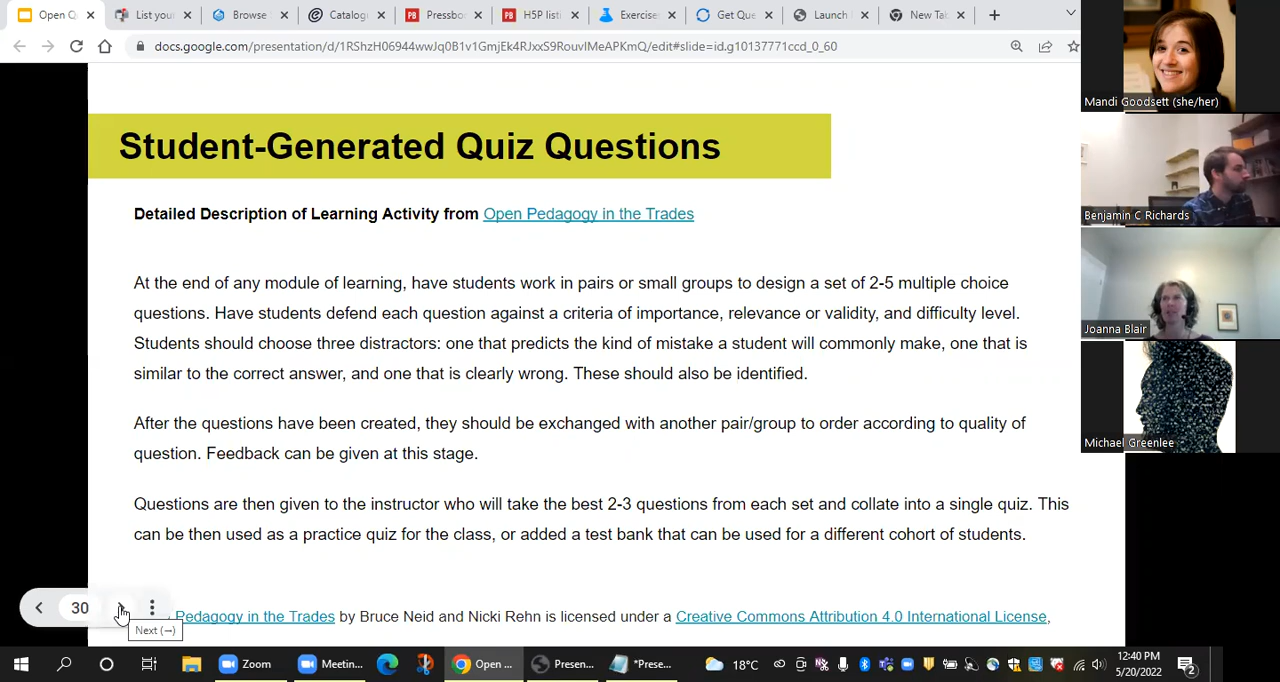 Open Q
List you
Browse
Catalog
Pressbo
H5P listi
Exercise
Get Que
Launch
New Tab
docs.google.com/presentation/d/1RShzH06944wwJq0B1v1GmjEk4RJxxS9RouvIMeAPKmQ/edit#slide=id.g10137771ccd_0_60
Mandi Goodsett (she/her)
Student-Generated Quiz Questions
Benjamin C Richards
Detailed Description of Learning Activity from Open Pedagogy in the Trades
At the end of any module of learning, have students work in pairs or small groups to design a set of 2-5 multiple choice
questions. Have students defend each question against a criteria of importance, relevance or validity, and difficulty level.
Joanna Blair
Students should choose three distractors: one that predicts the kind of mistake a student will commonly make, one that is
similar to the correct answer, and one that is clearly wrong. These should also be identified.
After the questions have been created, they should be exchanged with another pair/group to order according to quality of
Michael Greenlee
question. Feedback can be given at this stage.
Questions are then given to the instructor who will take the best 2-3 questions from each set and collate into a single quiz. This
can be then used as a practice quiz for the class, or added a test bank that can be used for a different cohort of students.
30
Pedagogy in the Trades by Bruce Neid and Nicki Rehn is licensed under a Creative Commons Attribution 4.0 International License,
Next (→)
Zoom
Meetin...
Open ...
Presen...
*Prese...
18°C
12:40 PM
5/20/2022
2